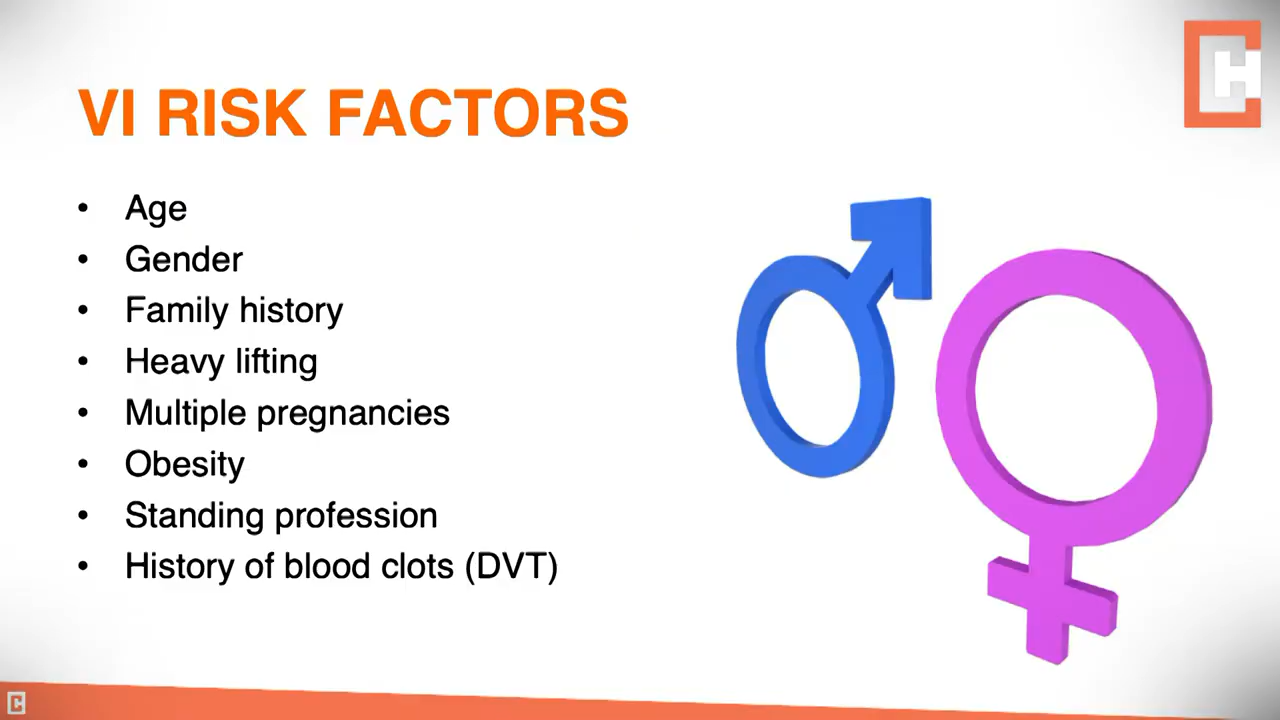 VI RISK FACTORS
• Age
• Gender
• Family history
• Heavy lifting
• Multiple pregnancies
• Obesity
• Standing profession
• History of blood clots (DVT)
CH
C